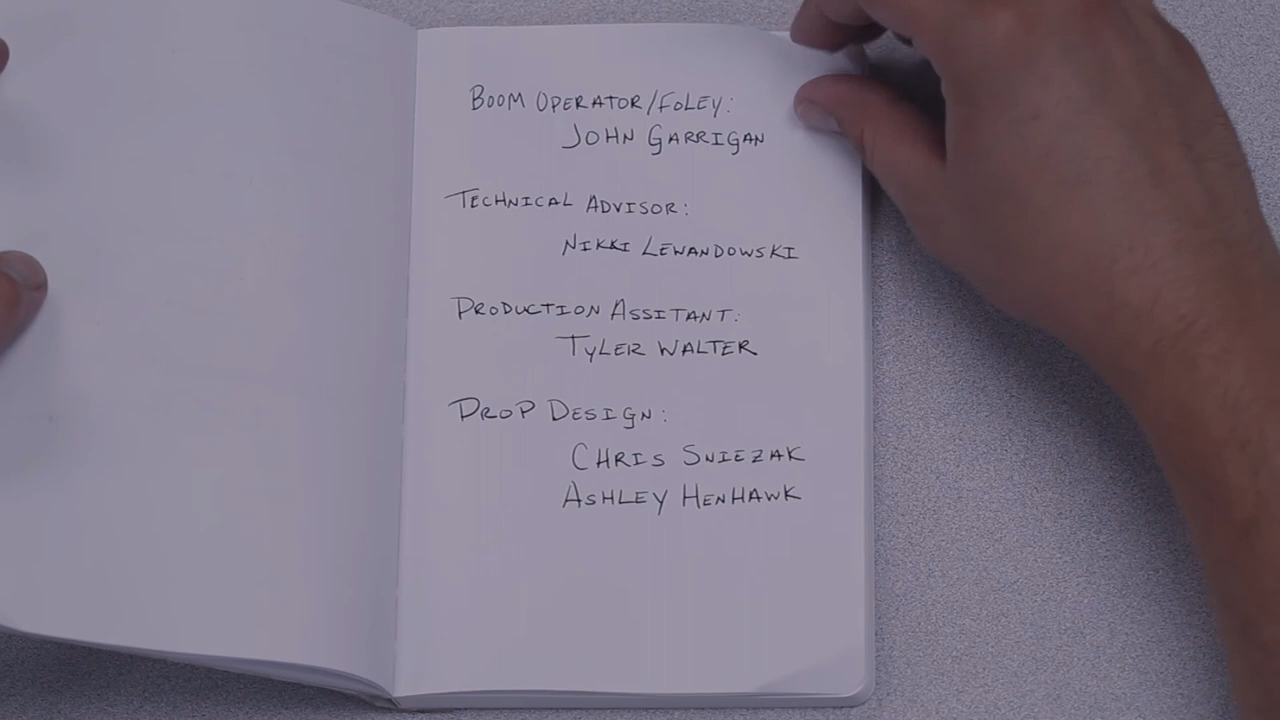 BOOM OPERATOR/FOLEY:
JOHN GARRIGAN
TECHNICAL ADVISOR:
NIKKI LEWANDOWSKI
PRODUCTION ASSITANT:
TYLER WALTER
PROP DESIGN:
CHRIS SNIEZAK
ASHLEY HENHAWK